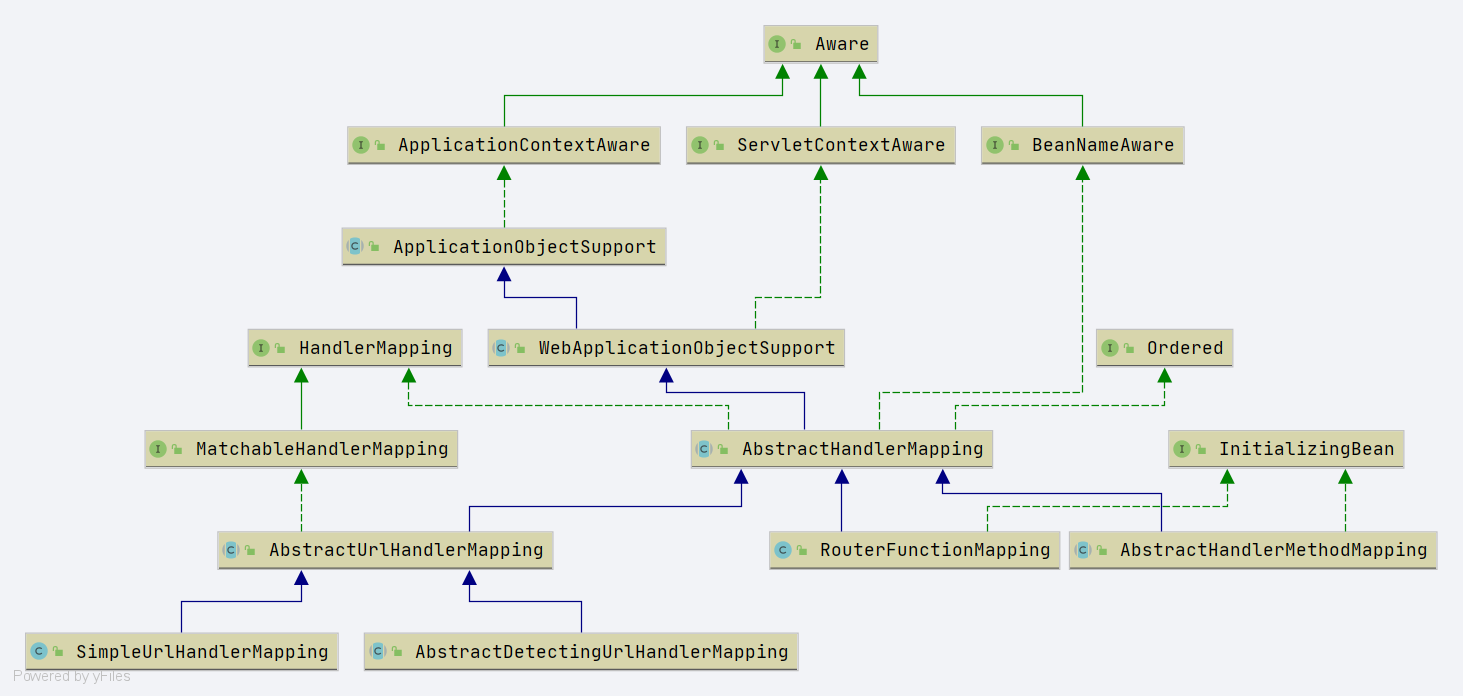 I Aware
I ApplicationContextAware
I ServletContextAware
I BeanNameAware
C ApplicationObjectSupport
I HandlerMapping
C WebApplicationObjectSupport
I Ordered
I MatchableHandlerMapping
C AbstractHandlerMapping
I InitializingBean
C AbstractUrlHandlerMapping
C RouterFunctionMapping
C AbstractHandlerMethodMapping
C SimpleUrlHandlerMapping
C AbstractDetectingUrlHandlerMapping
Powered by yFiles